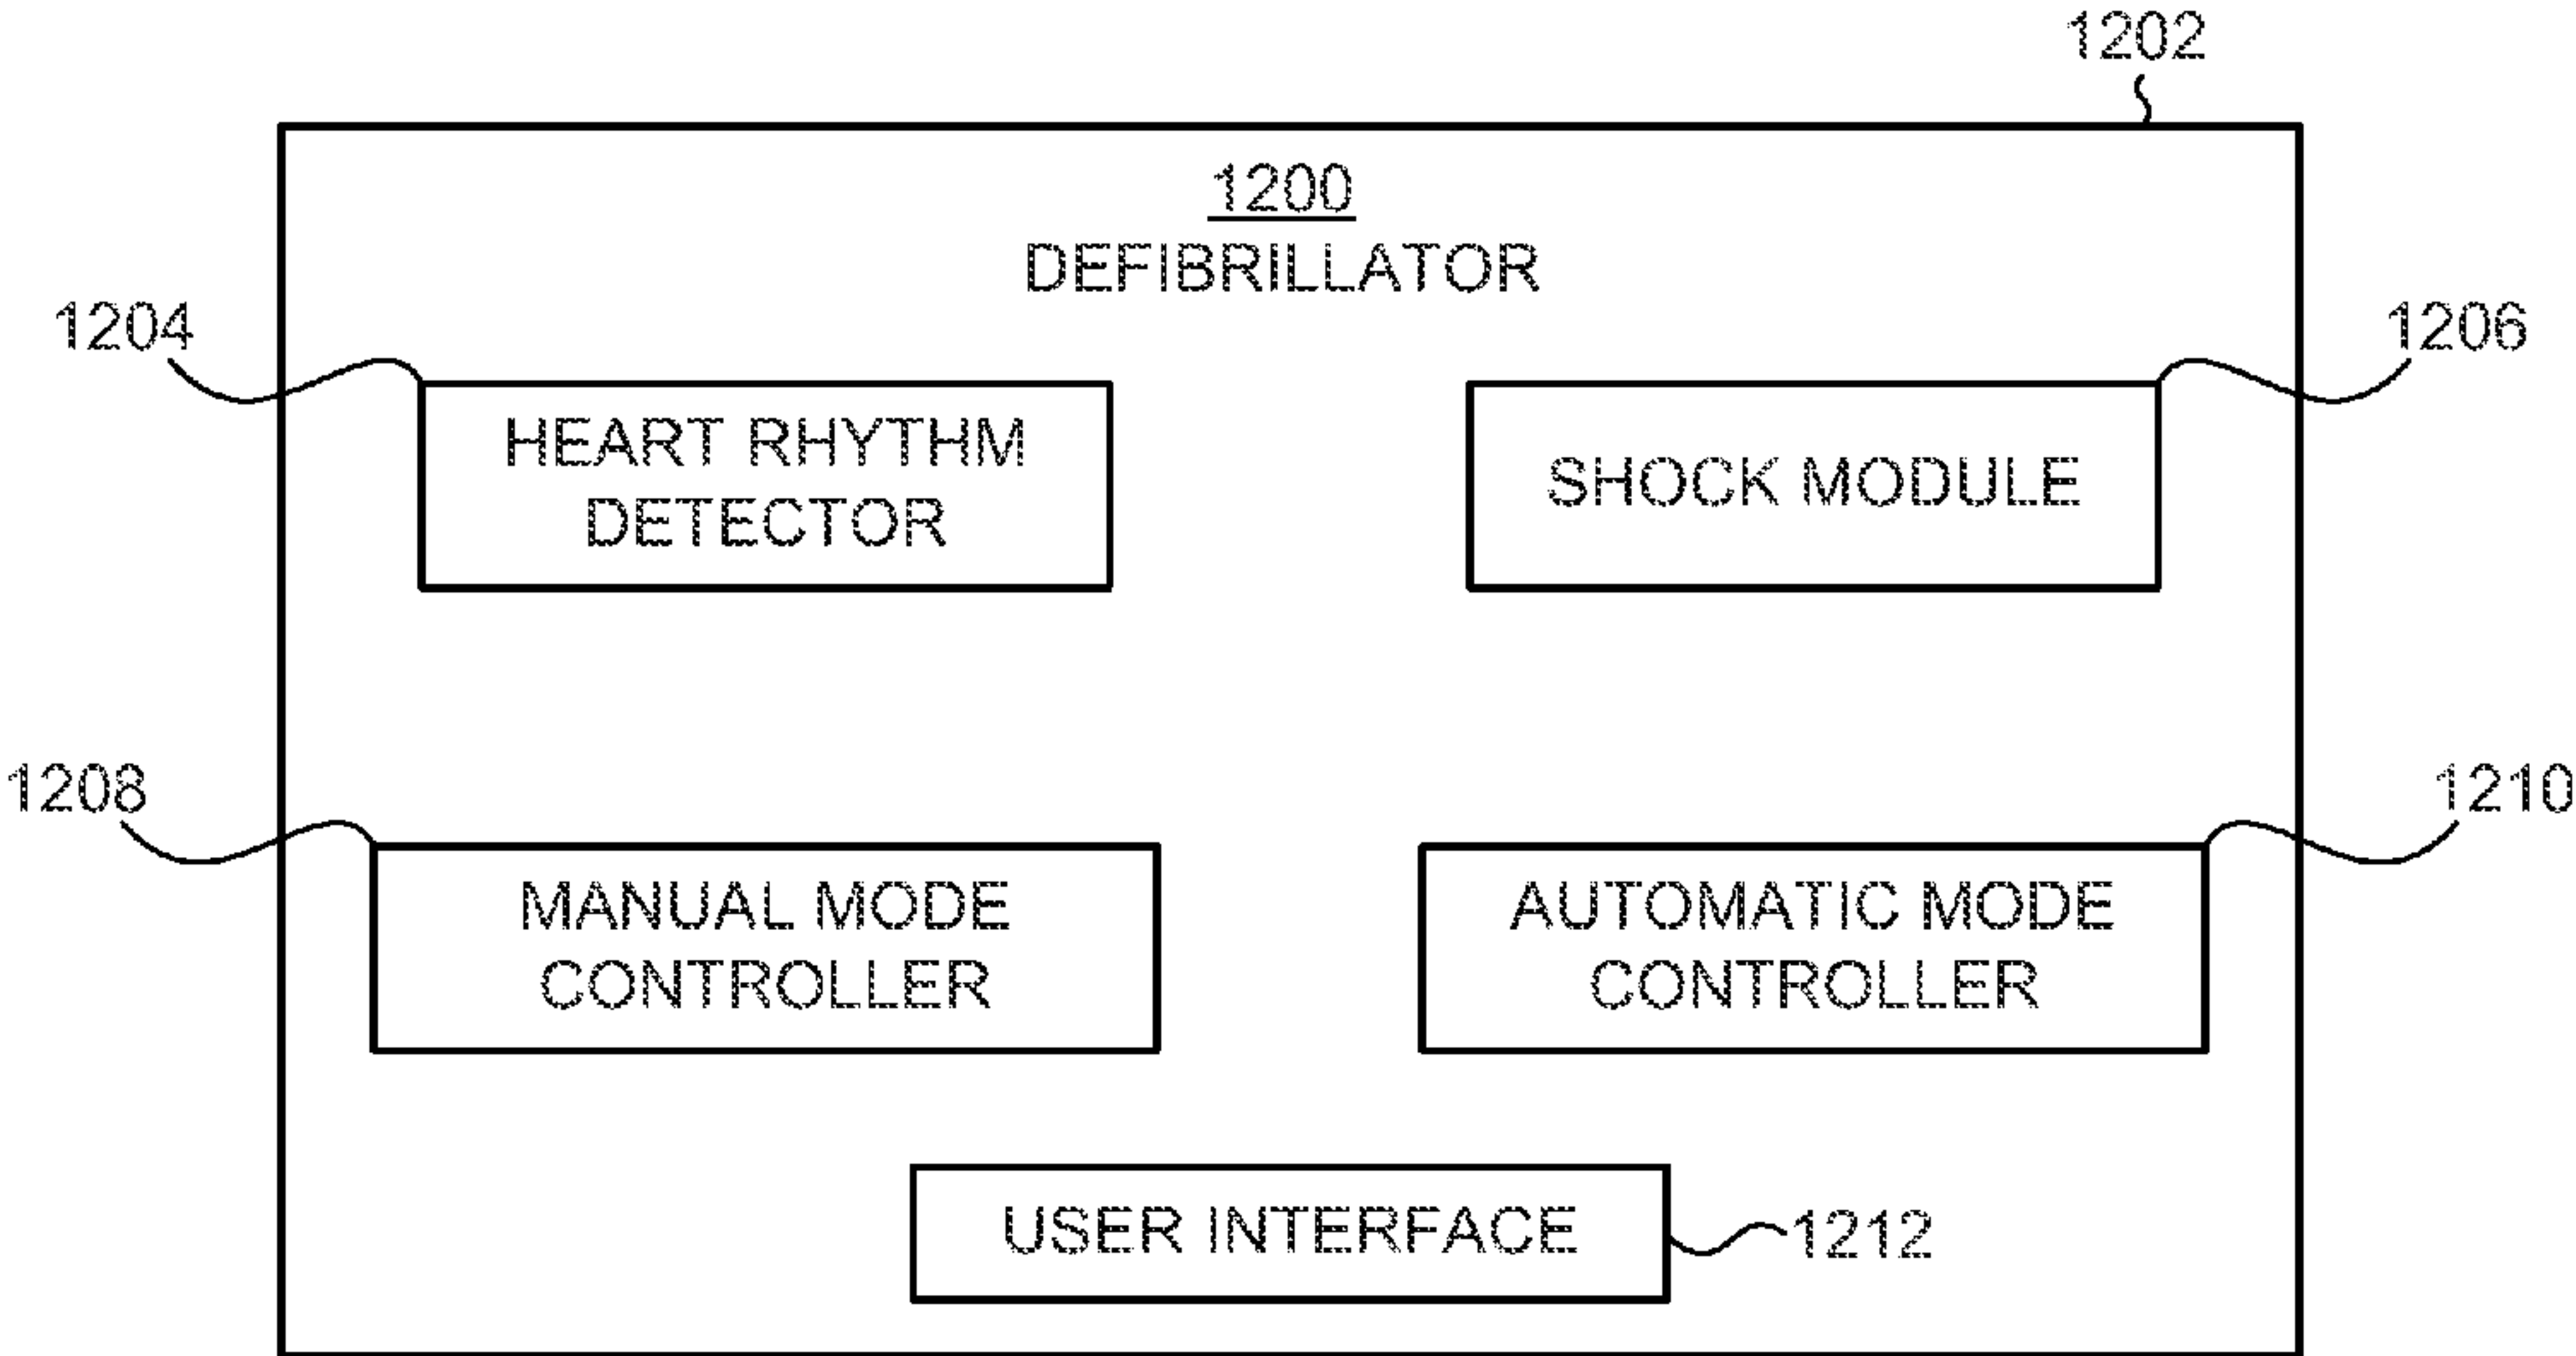 1202
1200
DEFIBRILLATOR
1204
1206
HEART RHYTHM
DETECTOR
SHOCK MODULE
1208
1210
MANUAL MODE
CONTROLLER
AUTOMATIC MODE
CONTROLLER
USER INTERFACE
1212